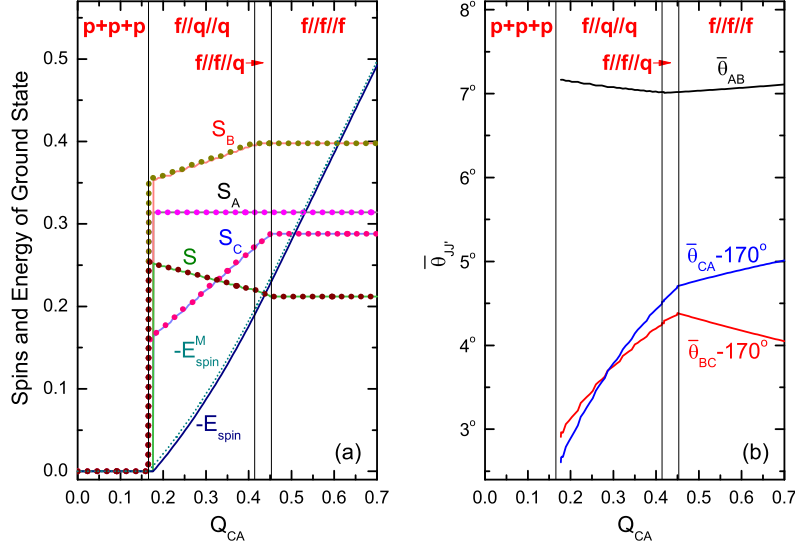 p+p+p f//q//q f//f//f
f//f//q
0.5
0.4
0.3
0.2
0.1
0.0
Spins and Energy of Ground State
S_B
S_A
S_C
S
-E^M_spin
-E_spin
(a)
0.0 0.1 0.2 0.3 0.4 0.5 0.6 0.7
Q_CA
p+p+p f//q//q f//f//f
f//f//q
8°
7°
6°
5°
4°
3°
θ̅_JJ'
θ̅_AB
θ̅_CA-170°
θ̅_BC-170°
(b)
0.0 0.1 0.2 0.3 0.4 0.5 0.6 0.7
Q_CA